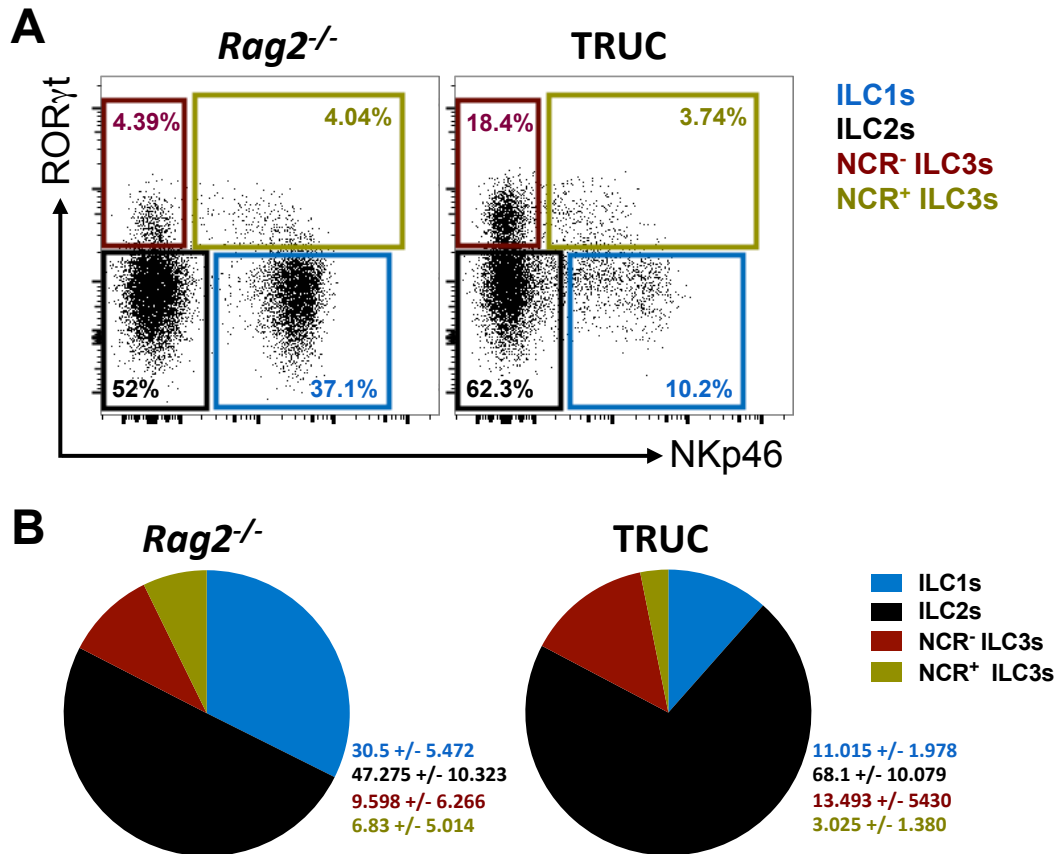 A
Rag2-/-
TRUC
RORγt
4.39%
4.04%
18.4%
3.74%
ILC1s
ILC2s
NCR- ILC3s
NCR+ ILC3s
52%
37.1%
62.3%
10.2%
NKp46
B
Rag2-/-
TRUC
ILC1s
ILC2s
NCR- ILC3s
NCR+ ILC3s
30.5 +/- 5.472
47.275 +/- 10.323
9.598 +/- 6.266
6.83 +/- 5.014
11.015 +/- 1.978
68.1 +/- 10.079
13.493 +/- 5430
3.025 +/- 1.380